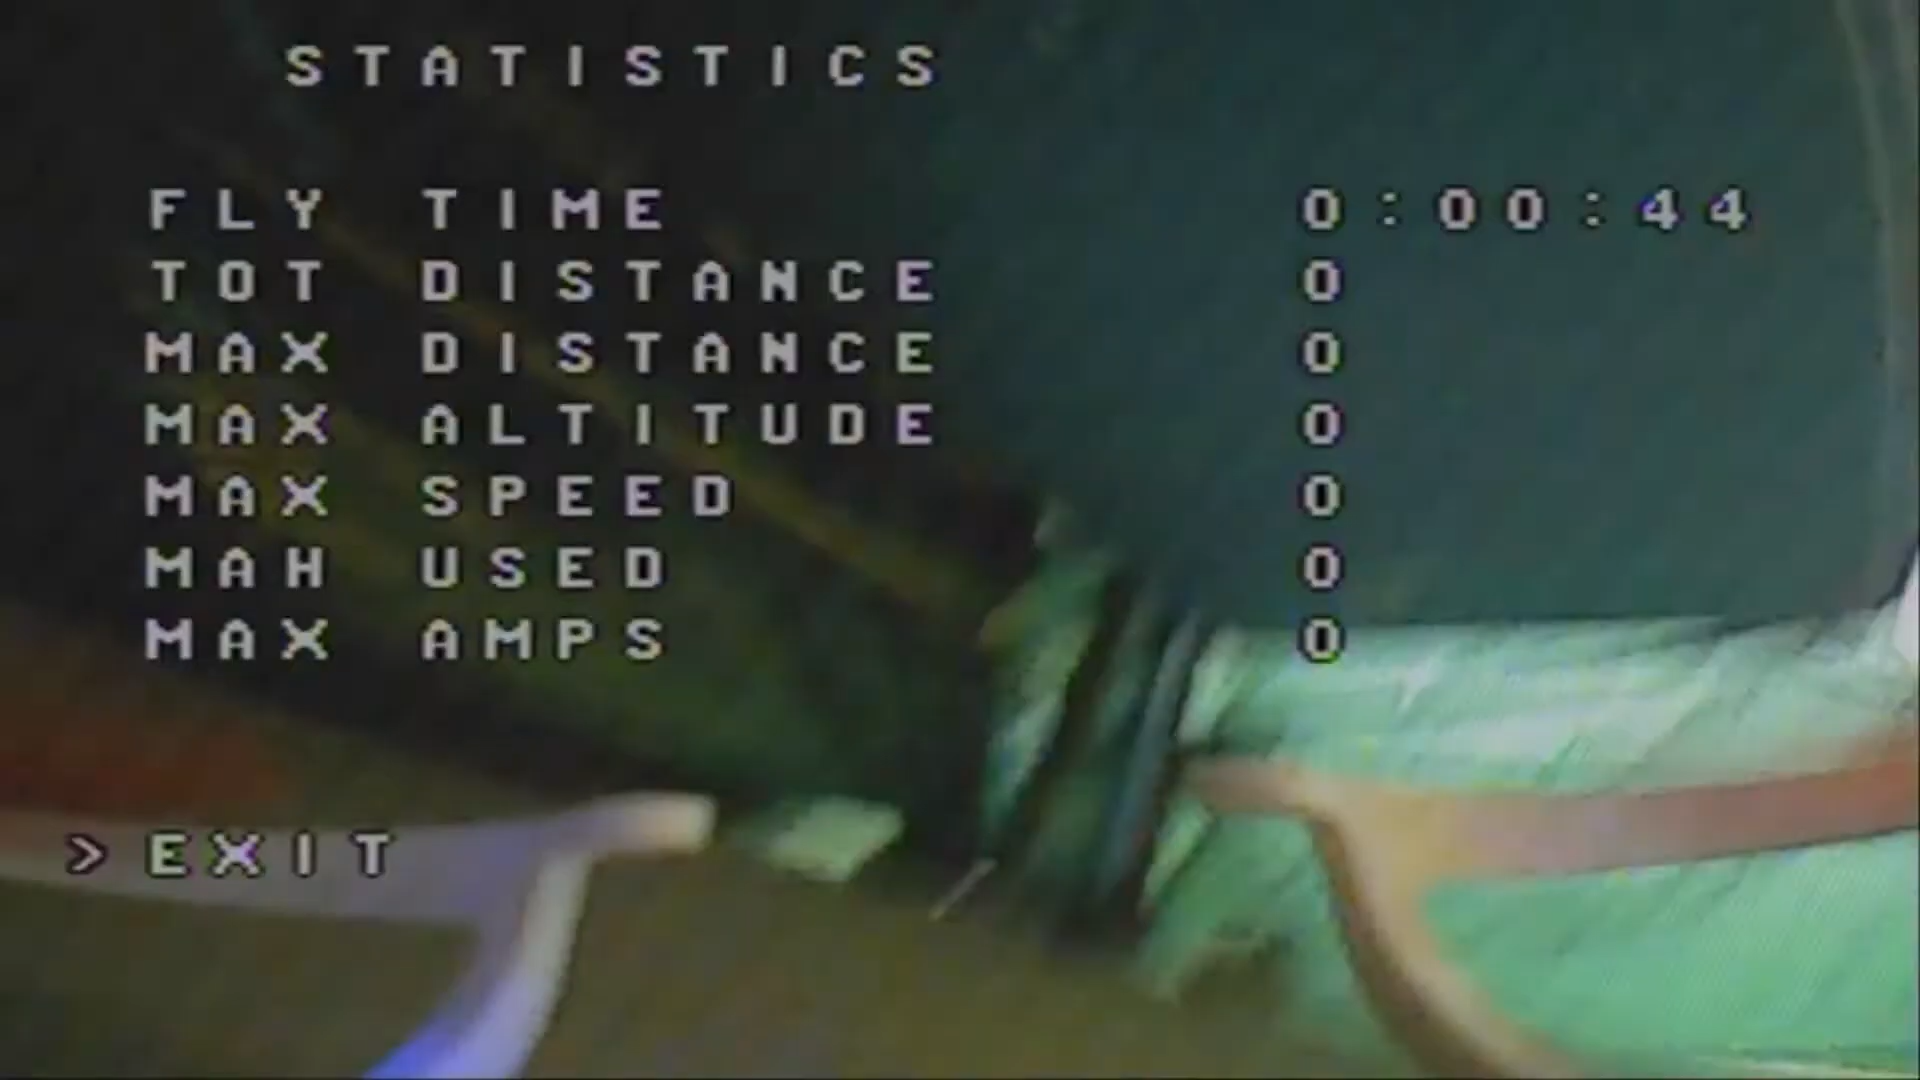 STATISTICS
FLY TIME 0:00:44
TOT DISTANCE 0
MAX DISTANCE 0
MAX ALTITUDE 0
MAX SPEED 0
MAH USED 0
MAX AMPS 0
> EXIT